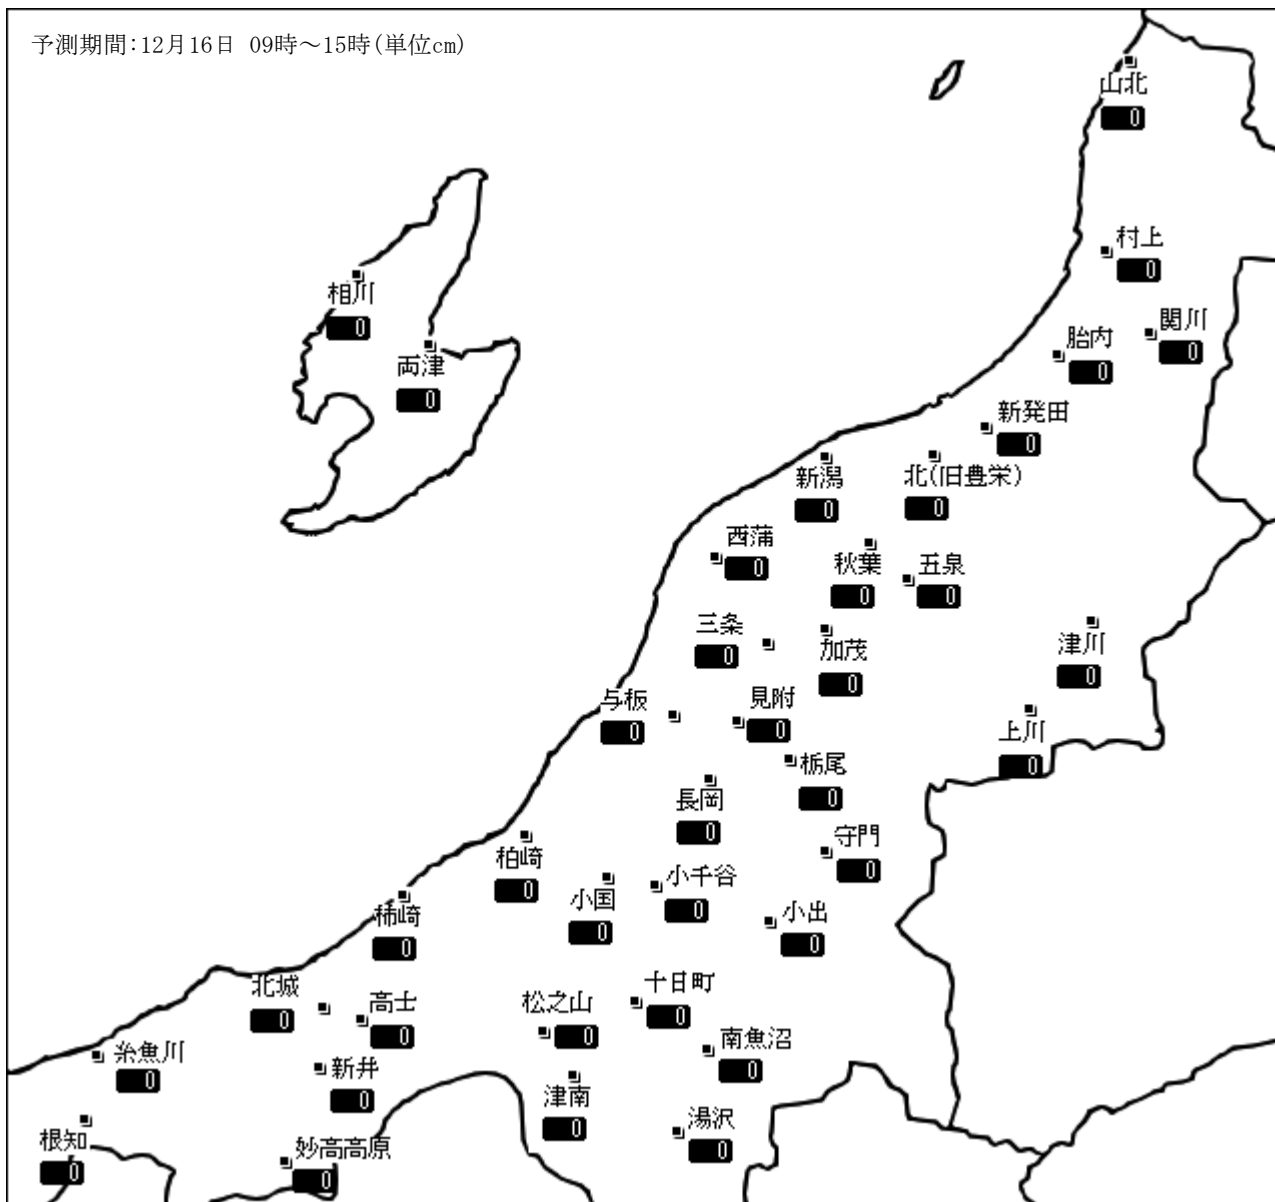 予測期間:12月16日 09時～15時(単位cm)
山北
0
村上
0
相川
0
関川
0
胎内
0
両津
0
新発田
0
新潟
0
北(旧豊栄)
0
西蒲
0
秋葉
0
五泉
0
三条
0
加茂
0
津川
0
与板
0
見附
0
上川
0
栃尾
0
長岡
0
守門
0
柏崎
0
小千谷
0
小国
0
小出
0
柿崎
0
北城
0
高士
0
松之山
0
十日町
0
南魚沼
0
糸魚川
0
新井
0
津南
0
湯沢
0
根知
0
妙高高原
0